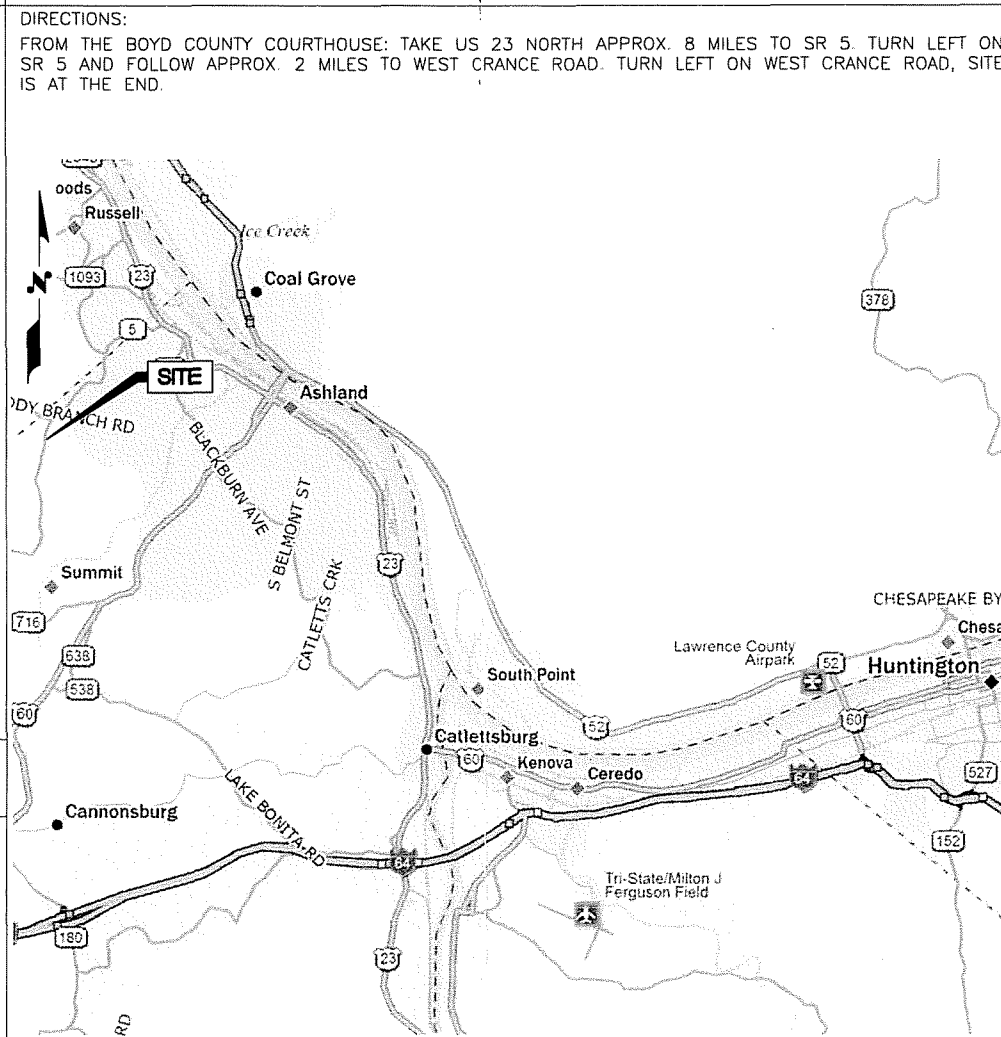 DIRECTIONS:
FROM THE BOYD COUNTY COURTHOUSE: TAKE US 23 NORTH APPROX. 8 MILES TO SR 5. TURN LEFT ON
SR 5 AND FOLLOW APPROX. 2 MILES TO WEST CRANCE ROAD. TURN LEFT ON WEST CRANCE ROAD, SITE
IS AT THE END.
oods
Russell
Ice Creek
N
1093
23
Coal Grove
378
5
SITE
Ashland
DDY BRANCH RD
BLACKBURN AVE
S BELMONT ST
23
Summit
CATLETTS CRK
CHESAPEAKE BY
716
Chesa
Lawrence County
Airpark
52
Huntington
538
538
South Point
60
52
60
Catlettsburg
60
Kenova
Ceredo
64
527
LAKE BONITA RD
Cannonsburg
152
64
Tri-State/Milton J
Ferguson Field
180
23
RD